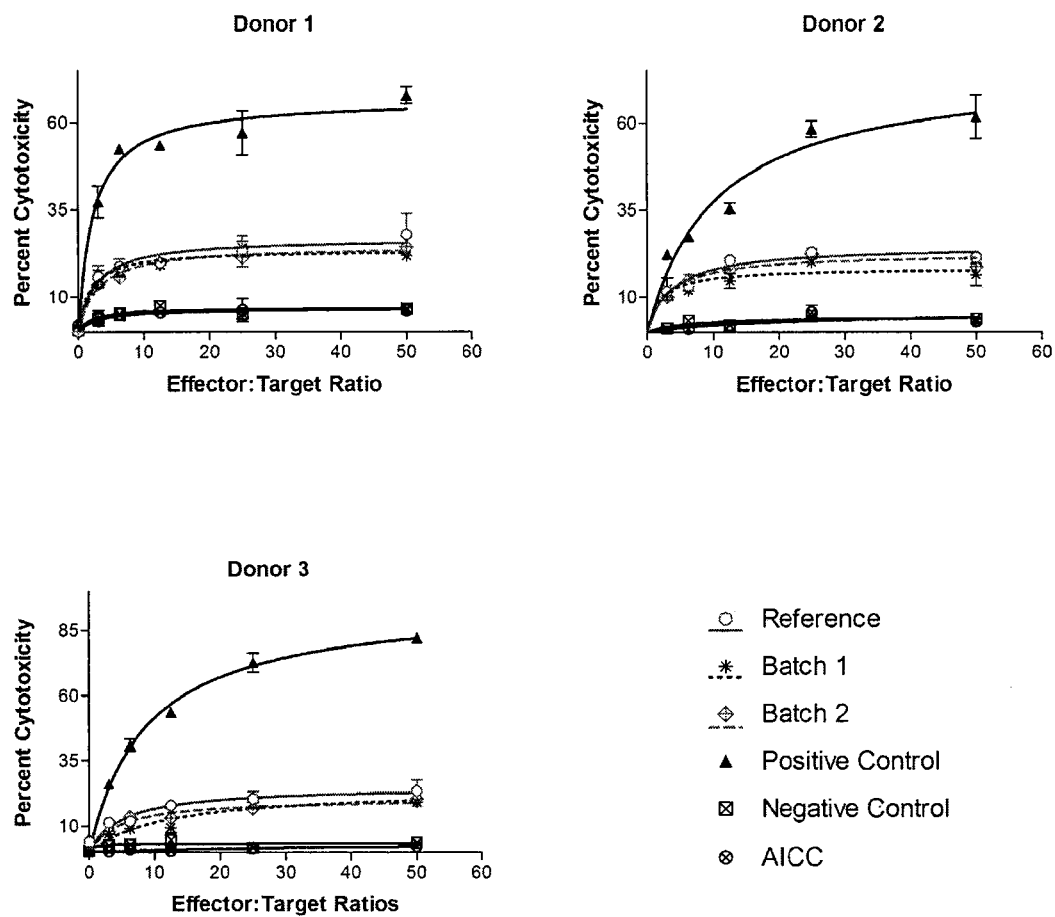 Donor 1
Percent Cytotoxicity
60
35
10
0
10
20
30
40
50
60
Effector:Target Ratio
Donor 2
Percent Cytotoxicity
60
35
10
0
10
20
30
40
50
60
Effector:Target Ratio
Donor 3
Percent Cytotoxicity
85
60
35
10
0
10
20
30
40
50
60
Effector:Target Ratios
Reference
Batch 1
Batch 2
Positive Control
Negative Control
AICC